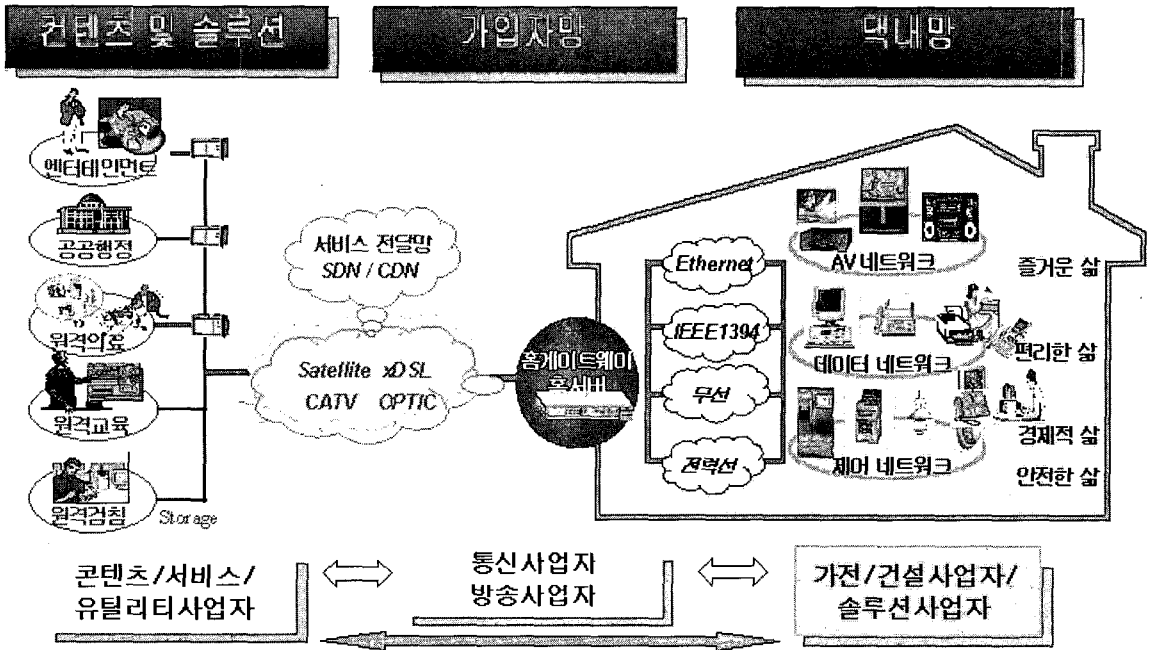 컨텐츠 및 솔루션
가입자망
댁내망
엔터테인먼트
공공행정
원격의료
원격교육
원격검침
Storage
서비스 전달망
SDN / CDN
Satellite xDSL
CATV OPTIC
홈게이트웨이
홈서버
Ethernet
IEEE1394
무선
전력선
AV 네트워크
데이터 네트워크
제어 네트워크
즐거운 삶
편리한 삶
경제적 삶
안전한 삶
콘텐츠/서비스/
유틸리티사업자
통신사업자
방송사업자
가전/건설사업자/
솔루션사업자